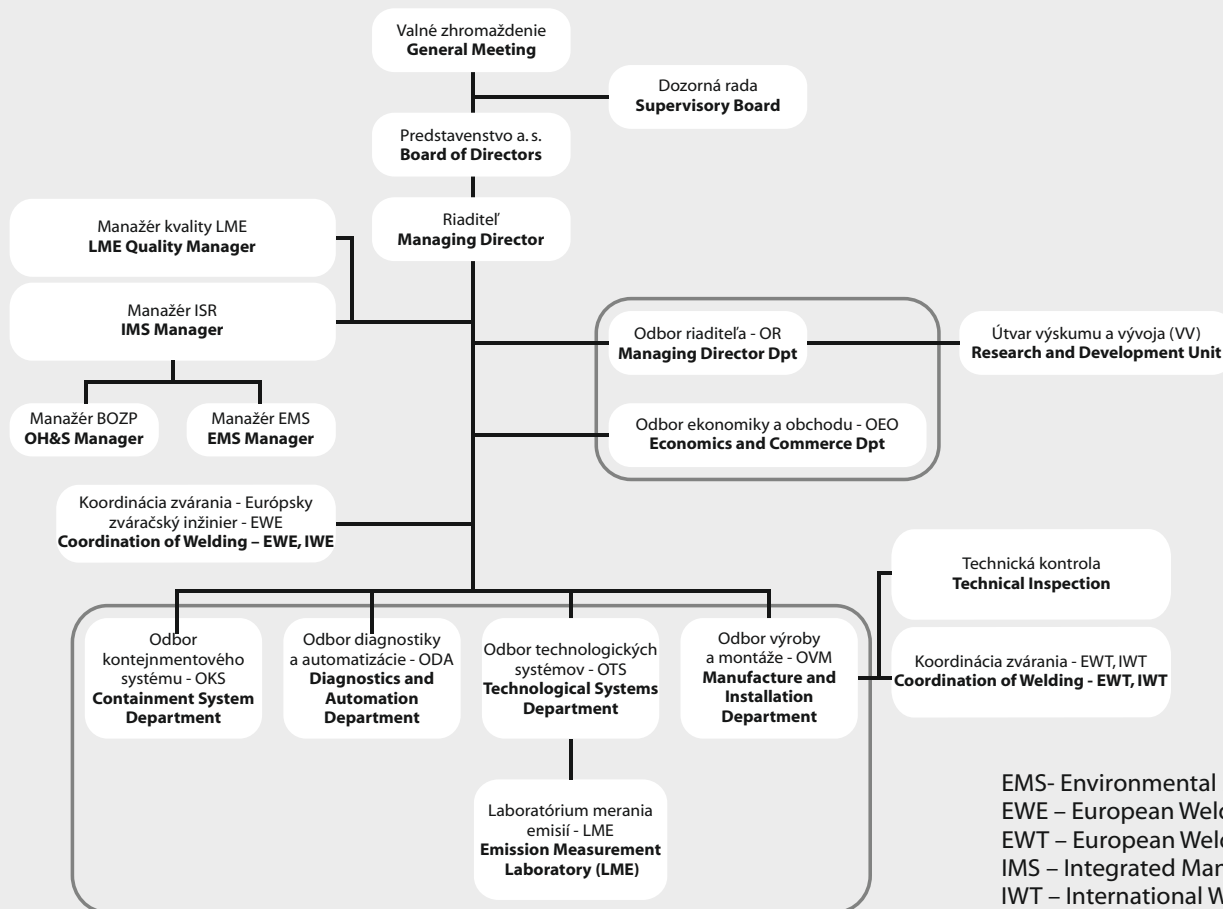 Valné zhromaždenie
General Meeting
Dozorná rada
Supervisory Board
Predstavenstvo a. s.
Board of Directors
Riaditeľ
Managing Director
Manažér kvality LME
LME Quality Manager
Manažér ISR
IMS Manager
Manažér BOZP
OH&S Manager
Manažér EMS
EMS Manager
Odbor riaditeľa - OR
Managing Director Dpt
Útvar výskumu a vývoja (VV)
Research and Development Unit
Odbor ekonomiky a obchodu - OEO
Economics and Commerce Dpt
Koordinácia zvárania - Európsky
zváračský inžinier - EWE
Coordination of Welding – EWE, IWE
Technická kontrola
Technical Inspection
Koordinácia zvárania - EWT, IWT
Coordination of Welding - EWT, IWT
Odbor
kontejnmentového
systému - OKS
Containment System
Department
Odbor diagnostiky
a automatizácie - ODA
Diagnostics and
Automation
Department
Odbor technologických
systémov - OTS
Technological Systems
Department
Odbor výroby
a montáže - OVM
Manufacture and
Installation
Department
Laboratórium merania
emisií - LME
Emission Measurement
Laboratory (LME)
EMS- Environmental
EWE – European Weld
EWT – European Weld
IMS – Integrated Man
IWT – International W